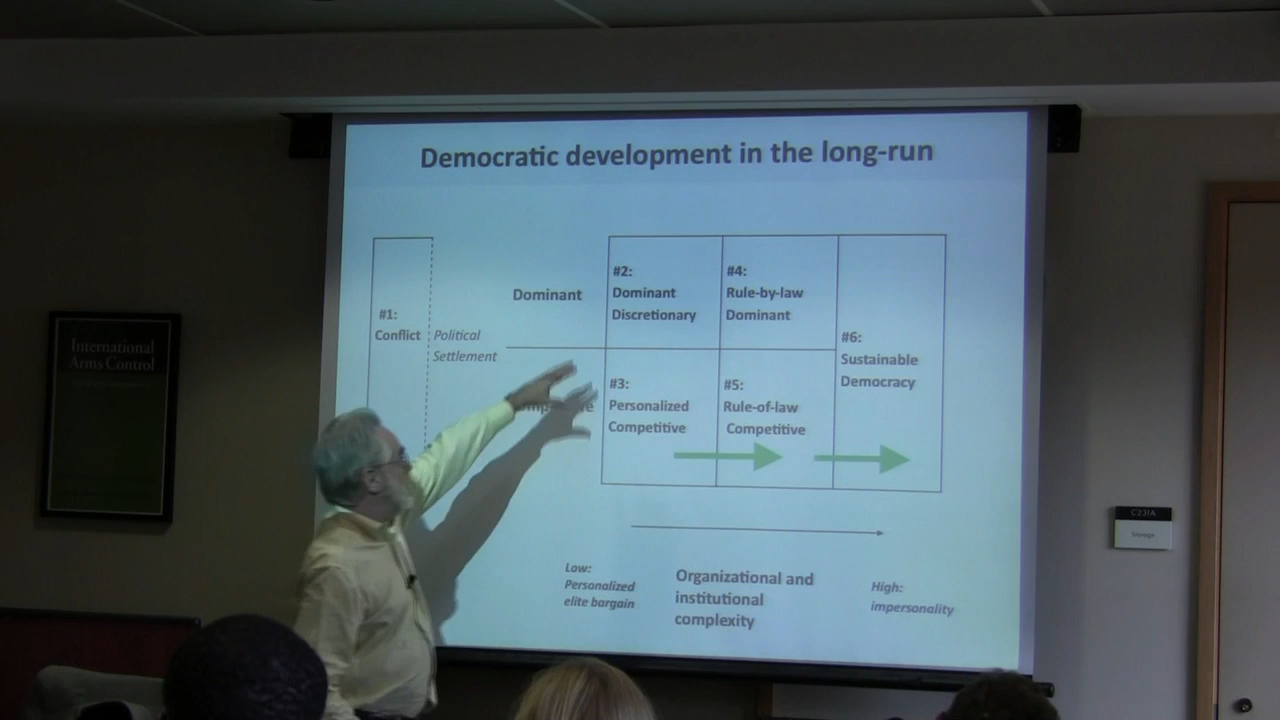 Democratic development in the long-run
#1:
Conflict
Political
Settlement
Dominant
#2:
Dominant
Discretionary
#4:
Rule-by-law
Dominant
#3:
Personalized
Competitive
#5:
Rule-of-law
Competitive
#6:
Sustainable
Democracy
Low:
Personalized
elite bargain
Organizational and
institutional
complexity
High:
impersonality
International
Arms Control
C231A
Storage